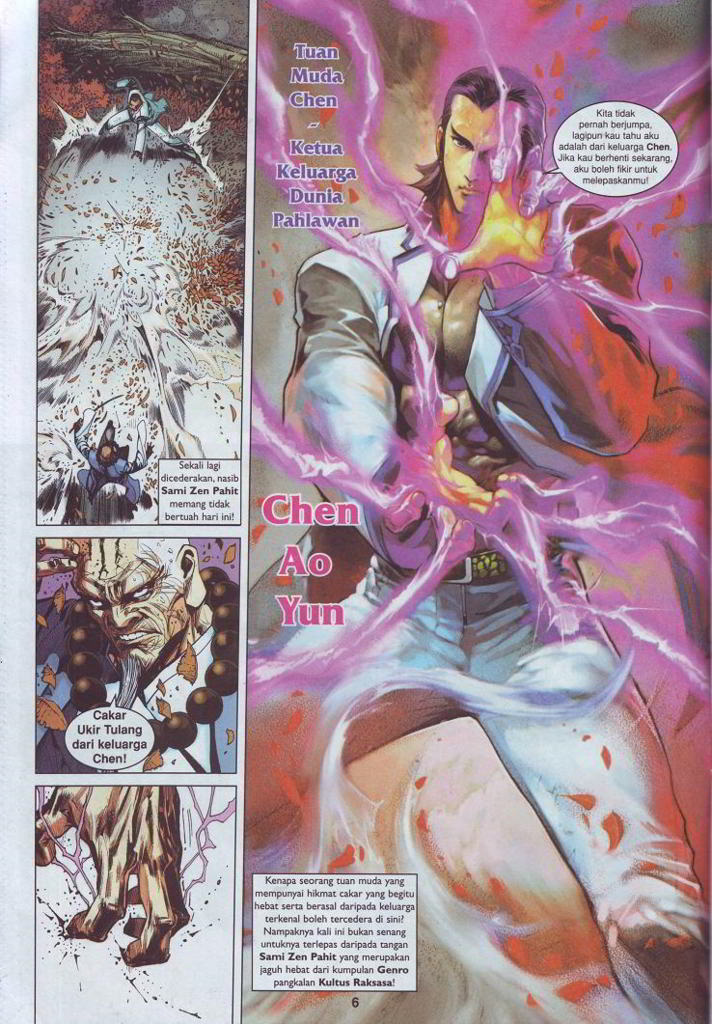 Sekali lagi
dicederakan, nasib
Sami Zen Pahit
memang tidak
bertuah hari ini!
Cakar
Ukir Tulang
dari keluarga
Chen!
Tuan
Muda
Chen
-
Ketua
Keluarga
Dunia
Pahlawan
Kita tidak
pernah berjumpa,
lagipun kau tahu aku
adalah dari keluarga Chen.
Jika kau berhenti sekarang,
aku boleh fikir untuk
melepaskanmu!
Chen
Ao
Yun
Kenapa seorang tuan muda yang
mempunyai hikmat cakar yang begitu
hebat serta berasal daripada keluarga
terkenal boleh tercedera di sini?
Nampaknya kali ini bukan senang
untuknya terlepas daripada tangan
Sami Zen Pahit yang merupakan
jaguh hebat dari kumpulan Genro
pangkalan Kultus Raksasa!
6